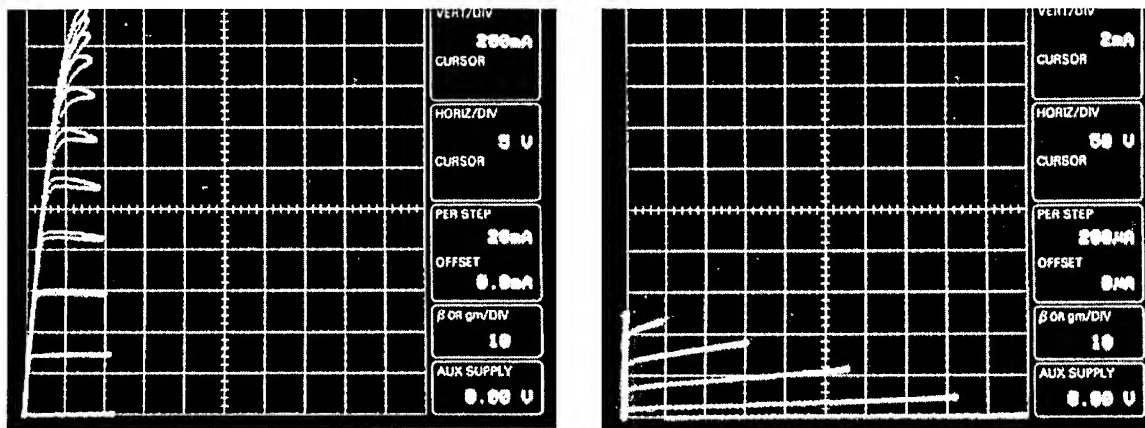 VERT/DIV
200mA
CURSOR
HORIZ/DIV
5 V
CURSOR
PER STEP
20mA
OFFSET
0.0mA
β OR gm/DIV
10
AUX SUPPLY
0.00 V
VERT/DIV
2mA
CURSOR
HORIZ/DIV
50 V
CURSOR
PER STEP
200µA
OFFSET
0µA
β OR gm/DIV
10
AUX SUPPLY
0.00 V